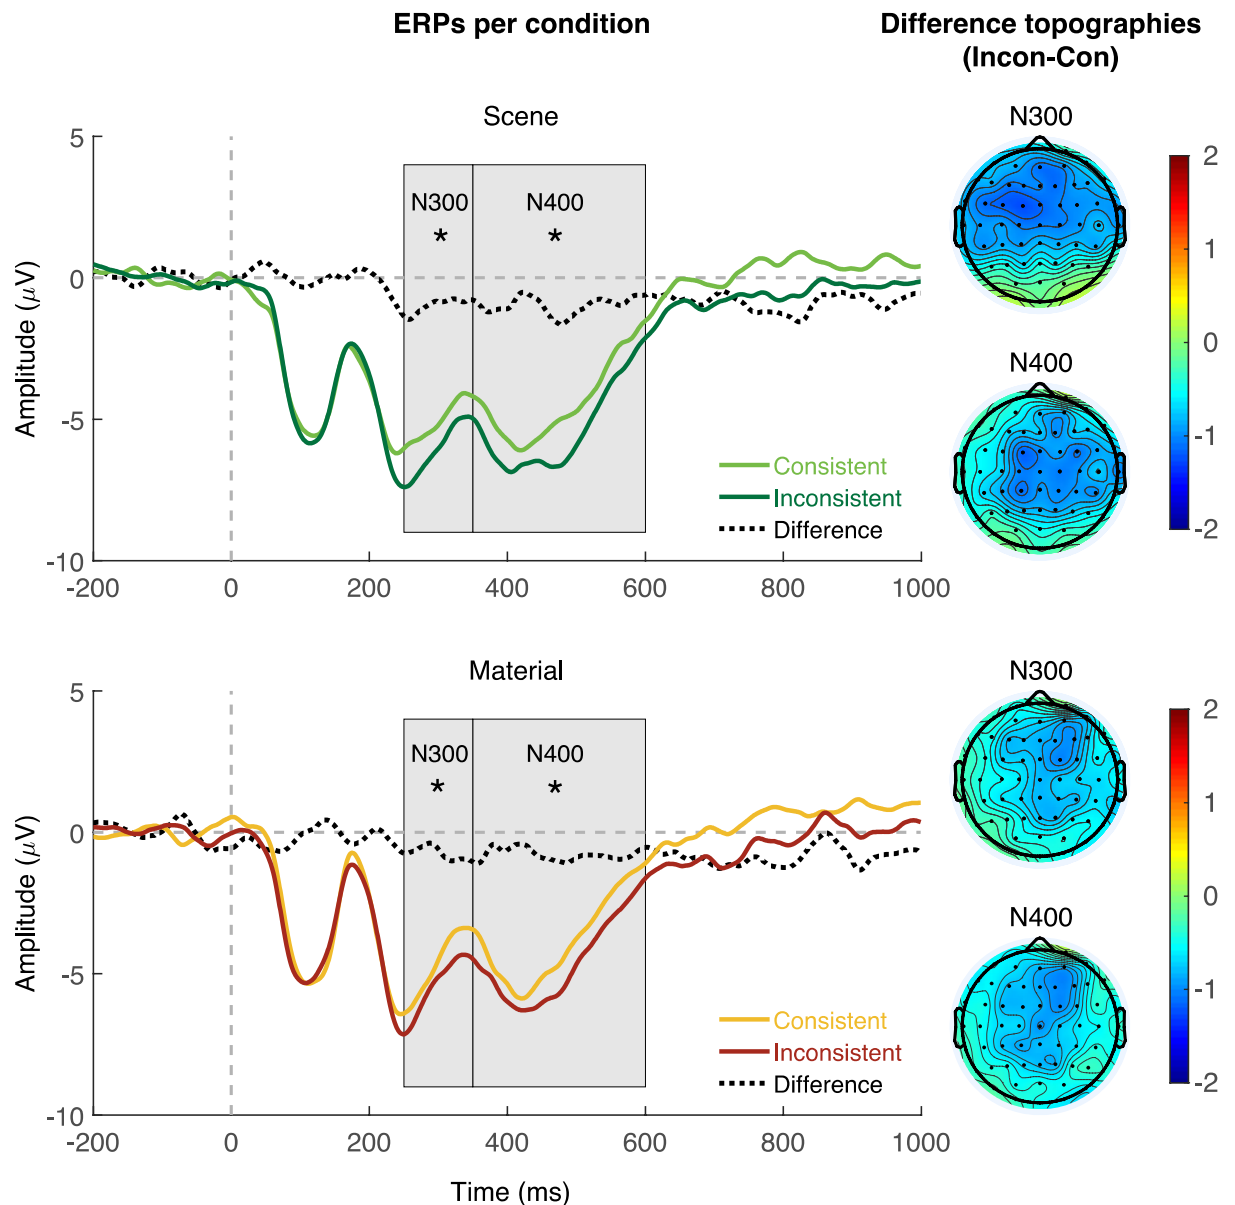 ERPs per condition
Difference topographies
(Incon-Con)
Scene
N300
5
0
-5
-10
Amplitude (μV)
N300
*
N400
*
Consistent
Inconsistent
Difference
-200 0 200 400 600 800 1000
N400
2
1
0
-1
-2
Material
N300
5
0
-5
-10
Amplitude (μV)
N300
*
N400
*
Consistent
Inconsistent
Difference
-200 0 200 400 600 800 1000
Time (ms)
N400
2
1
0
-1
-2